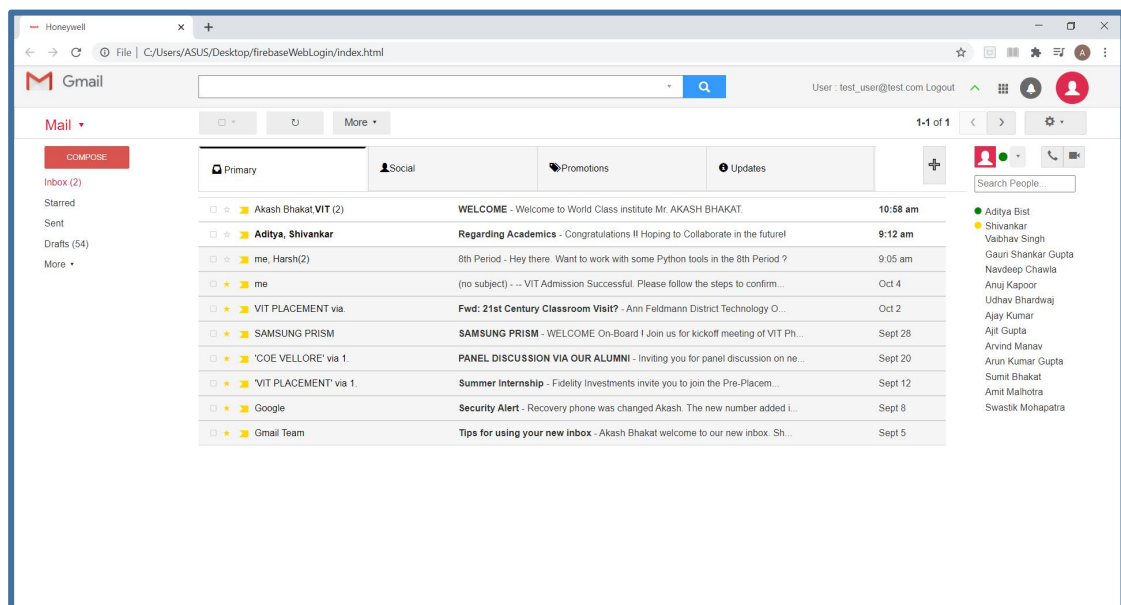 Honeywell
File | C:/Users/ASUS/Desktop/firebaseWebLogin/index.html
A
Gmail
User : test_user@test.com Logout
Mail
More
1-1 of 1
COMPOSE
Inbox (2)
Starred
Sent
Drafts (54)
More
Primary
Social
Promotions
Updates
Akash Bhakat,VIT (2) WELCOME - Welcome to World Class institute Mr. AKASH BHAKAT. 10:58 am
Aditya, Shivankar Regarding Academics - Congratulations !! Hoping to Collaborate in the future! 9:12 am
me, Harsh(2) 8th Period - Hey there. Want to work with some Python tools in the 8th Period ? 9:05 am
me (no subject) - -- VIT Admission Successful. Please follow the steps to confirm... Oct 4
VIT PLACEMENT via. Fwd: 21st Century Classroom Visit? - Ann Feldmann District Technology O... Oct 2
SAMSUNG PRISM SAMSUNG PRISM - WELCOME On-Board ! Join us for kickoff meeting of VIT Ph... Sept 28
'COE VELLORE' via 1. PANEL DISCUSSION VIA OUR ALUMNI - Inviting you for panel discussion on ne... Sept 20
'VIT PLACEMENT' via 1. Summer Internship - Fidelity Investments invite you to join the Pre-Placem... Sept 12
Google Security Alert - Recovery phone was changed Akash. The new number added i... Sept 8
Gmail Team Tips for using your new inbox - Akash Bhakat welcome to our new inbox. Sh... Sept 5
Search People...
Aditya Bist
Shivankar
Vaibhav Singh
Gauri Shankar Gupta
Navdeep Chawla
Anuj Kapoor
Udhav Bhardwaj
Ajay Kumar
Ajit Gupta
Arvind Manav
Arun Kumar Gupta
Sumit Bhakat
Amit Malhotra
Swastik Mohapatra